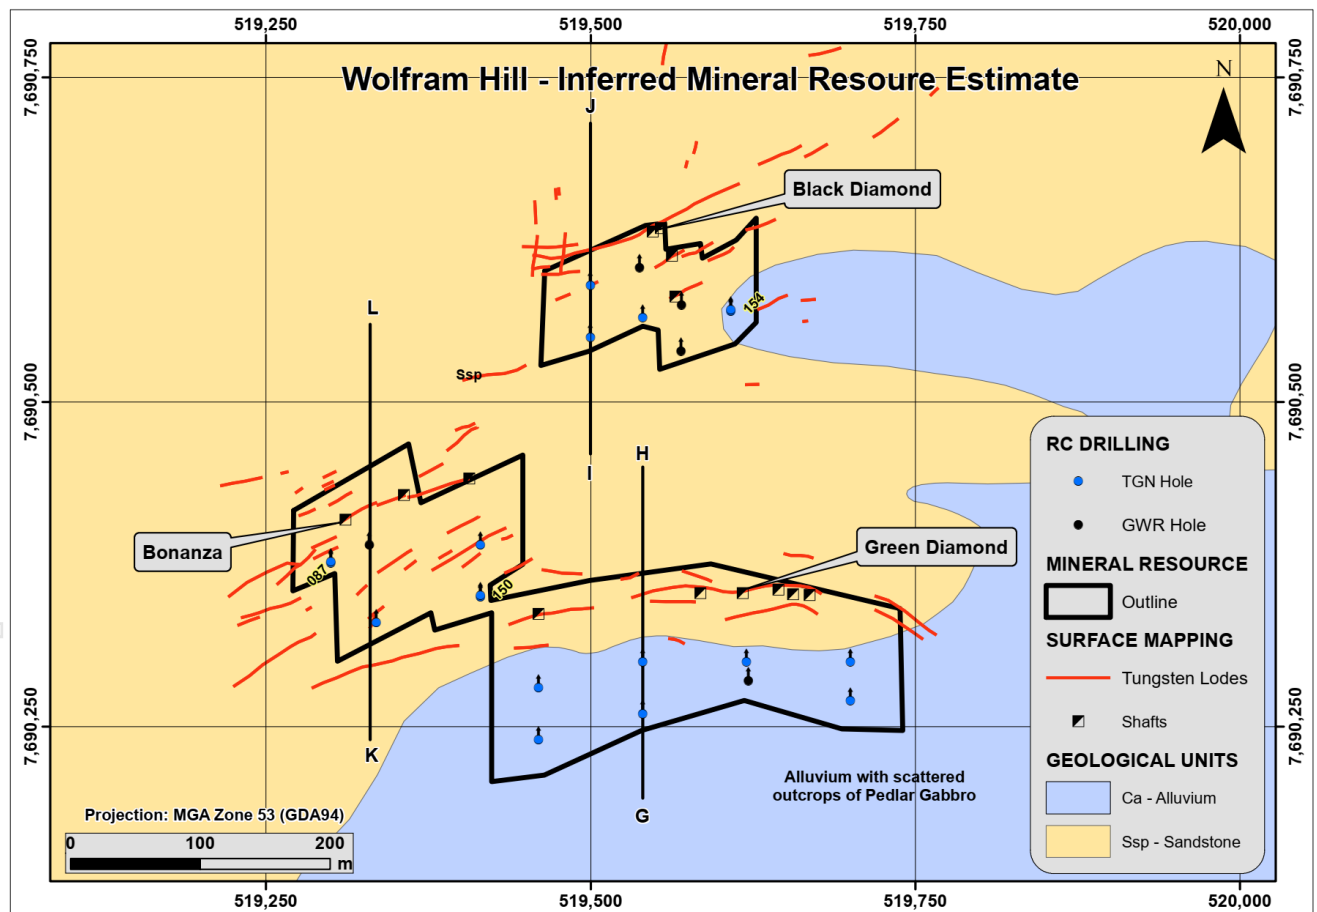 519,250
519,500
519,750
520,000
7,690,750
7,690,750
Wolfram Hill - Inferred Mineral Resoure Estimate
N
J
Black Diamond
154
L
Ssp
7,690,500
7,690,500
I
H
Bonanza
087
150
Green Diamond
RC DRILLING
TGN Hole
GWR Hole
MINERAL RESOURCE
Outline
SURFACE MAPPING
Tungsten Lodes
Shafts
GEOLOGICAL UNITS
Ca - Alluvium
Ssp - Sandstone
7,690,250
7,690,250
K
G
Alluvium with scattered
outcrops of Pedlar Gabbro
Projection: MGA Zone 53 (GDA94)
0
100
200
m
519,250
519,500
519,750
520,000